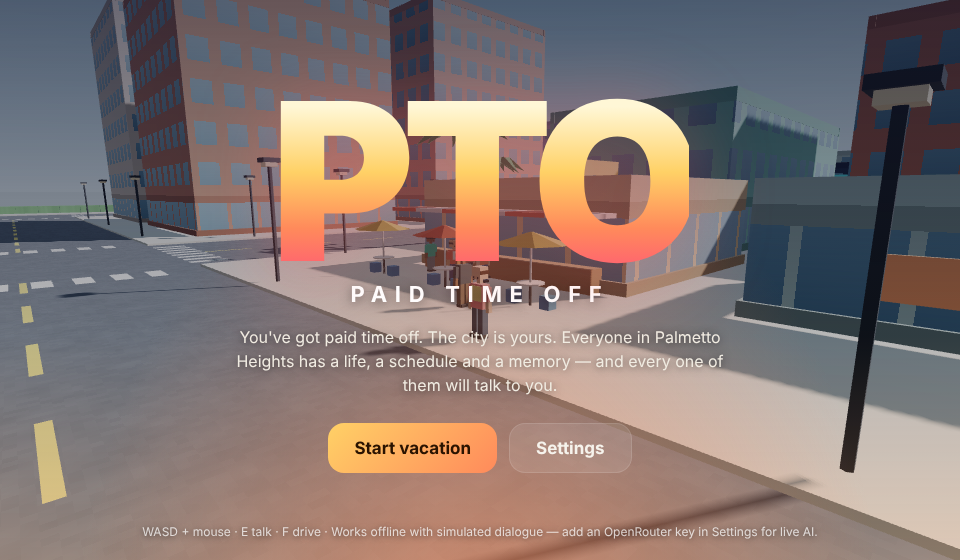 PTO
PAID TIME OFF
You've got paid time off. The city is yours. Everyone in Palmetto
Heights has a life, a schedule and a memory — and every one of
them will talk to you.
Start vacation
Settings
WASD + mouse · E talk · F drive · Works offline with simulated dialogue — add an OpenRouter key in Settings for live AI.